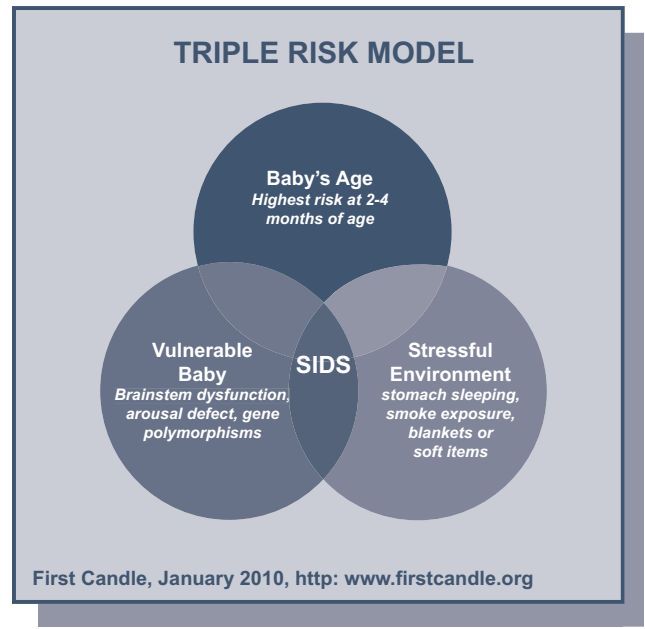 TRIPLE RISK MODEL
Baby’s Age
Highest risk at 2-4
months of age
Vulnerable
Baby
Brainstem dysfunction,
arousal defect, gene
polymorphisms
SIDS
Stressful
Environment
stomach sleeping,
smoke exposure,
blankets or
soft items
First Candle, January 2010, http: www.firstcandle.org